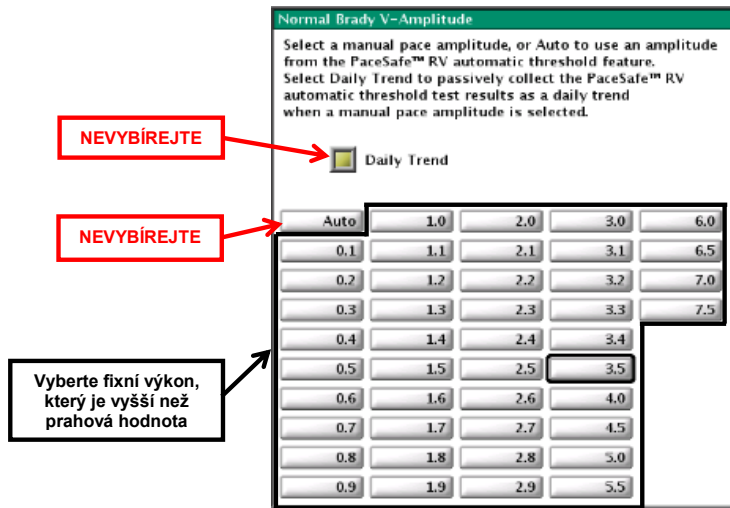 Normal Brady V-Amplitude
Select a manual pace amplitude, or Auto to use an amplitude
from the PaceSafe™ RV automatic threshold feature.
Select Daily Trend to passively collect the PaceSafe™ RV
automatic threshold test results as a daily trend
when a manual pace amplitude is selected.
NEVYBÍREJTE
Daily Trend
NEVYBÍREJTE
Auto 1.0 2.0 3.0 6.0
0.1 1.1 2.1 3.1 6.5
0.2 1.2 2.2 3.2 7.0
0.3 1.3 2.3 3.3 7.5
0.4 1.4 2.4 3.4
0.5 1.5 2.5 3.5
0.6 1.6 2.6 4.0
0.7 1.7 2.7 4.5
0.8 1.8 2.8 5.0
0.9 1.9 2.9 5.5
Vyberte fixní výkon,
který je vyšší než
prahová hodnota